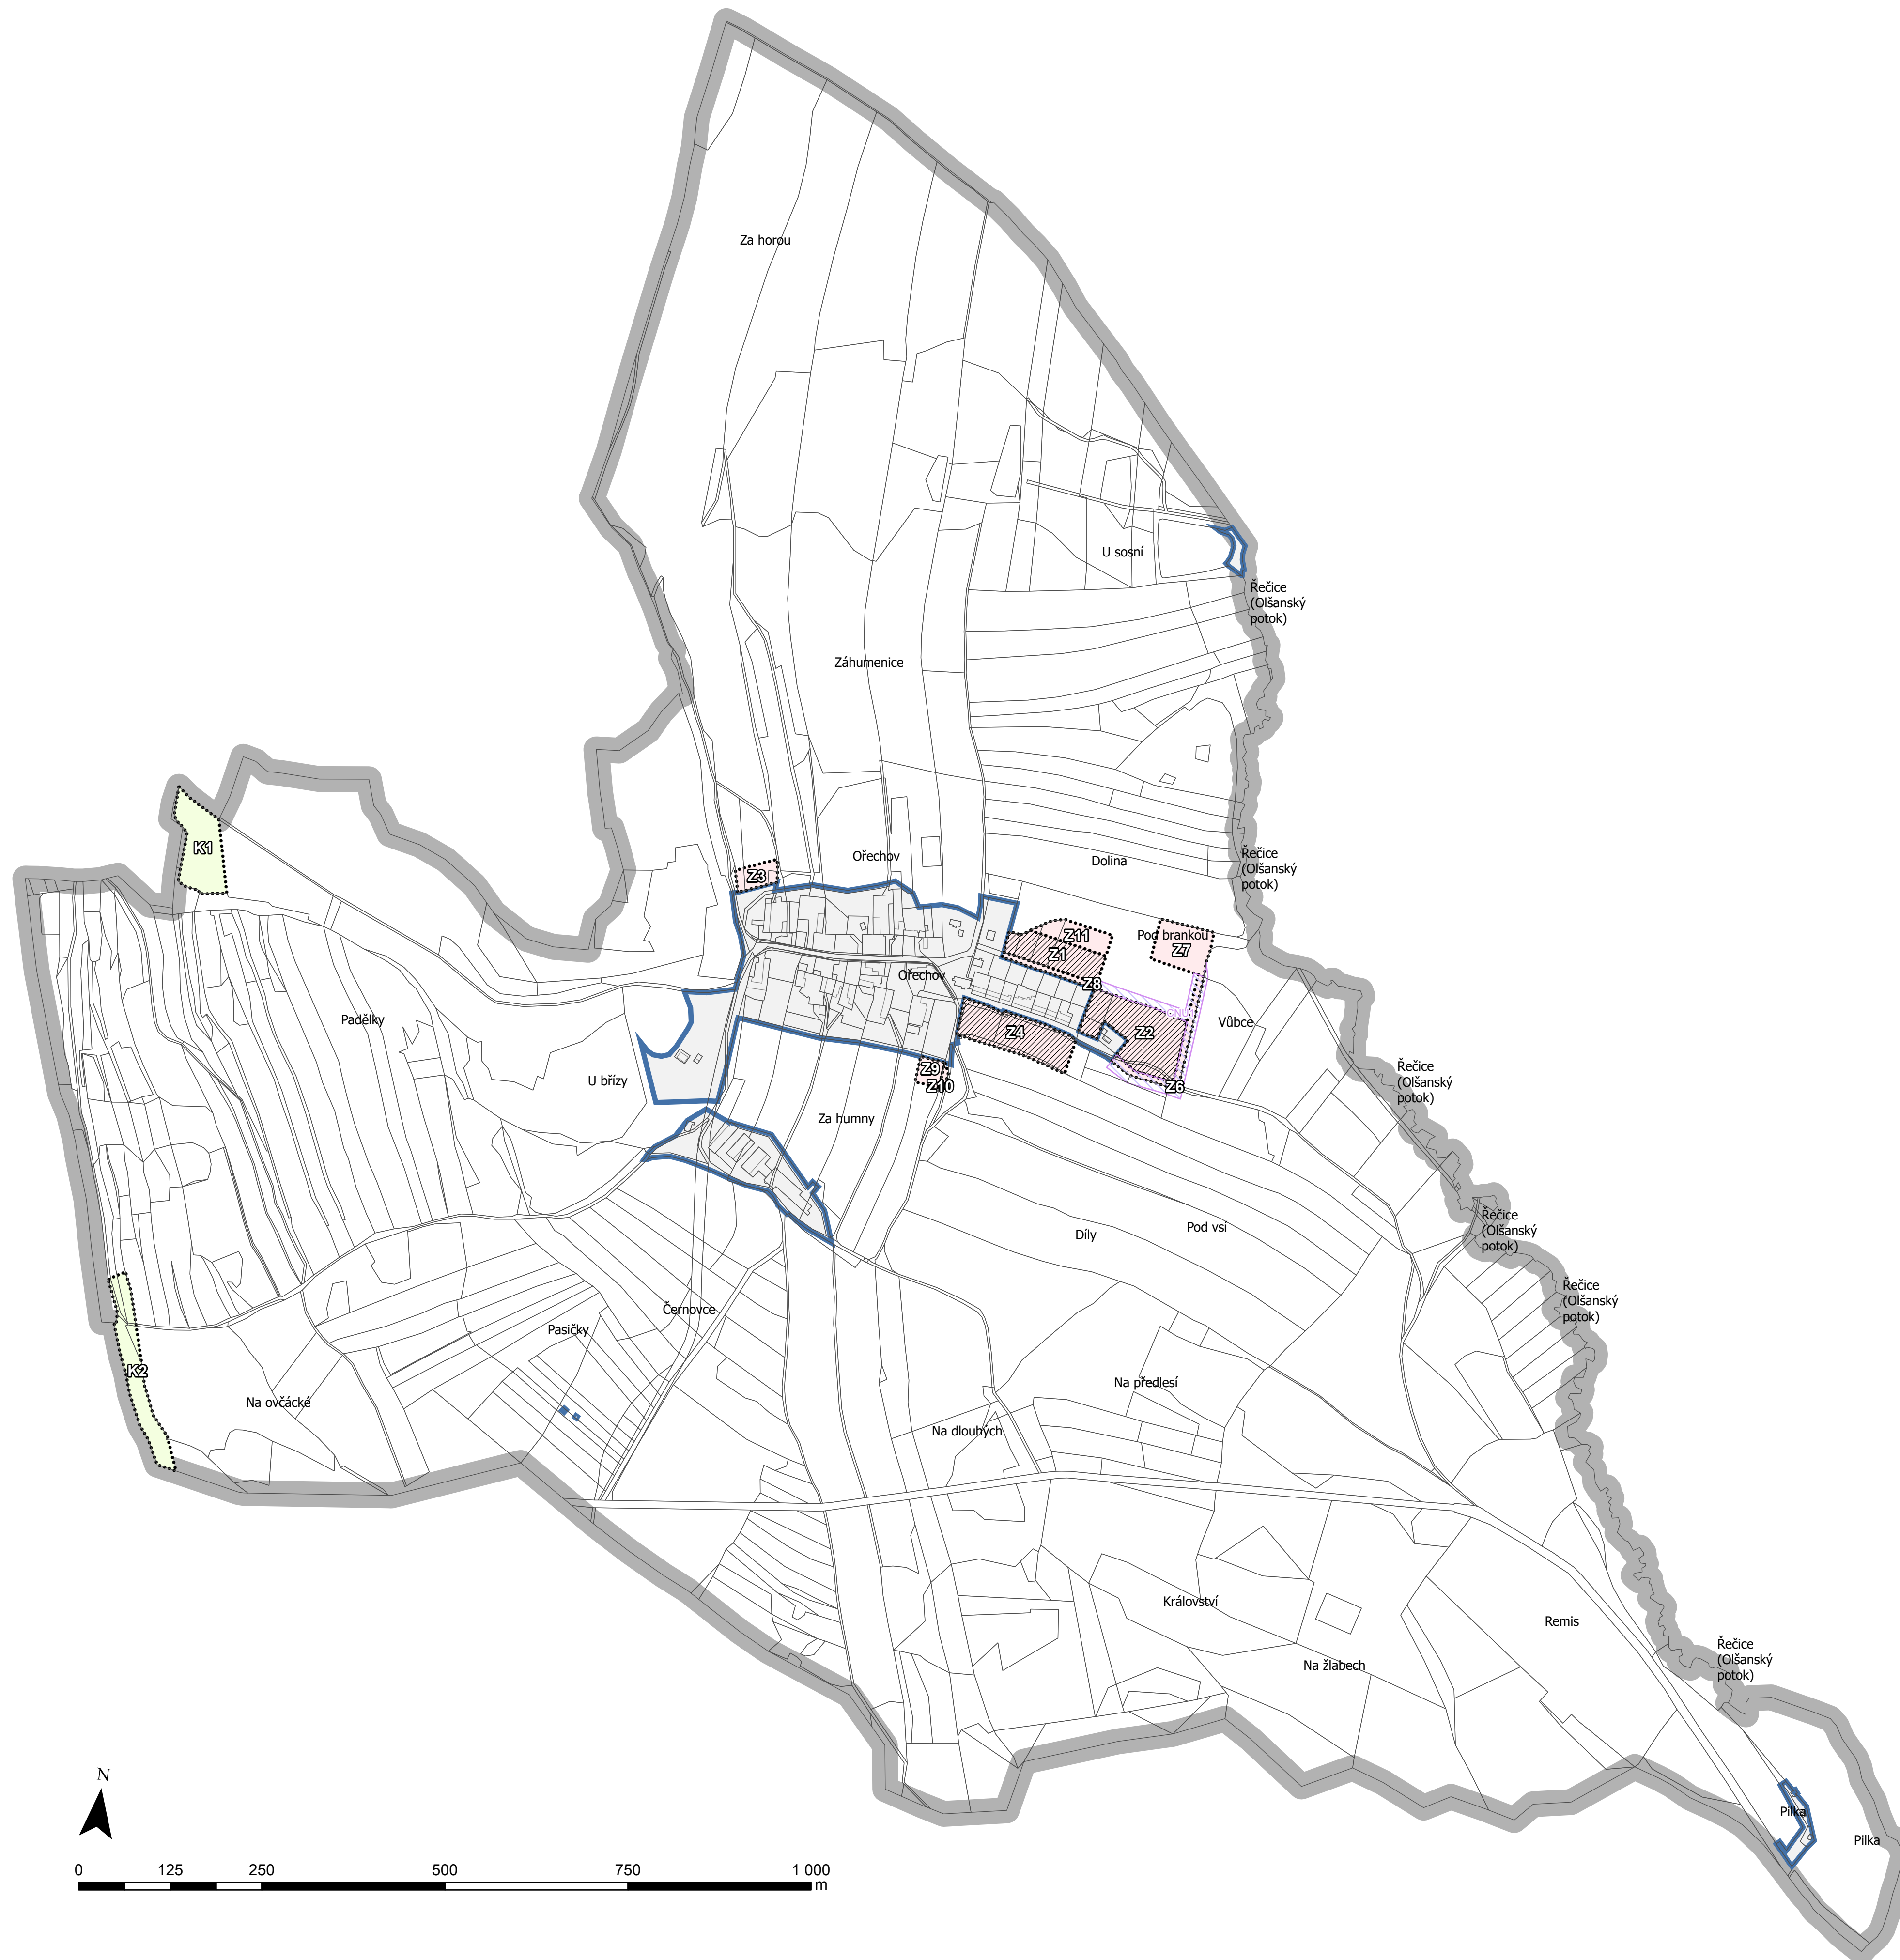 Za horou
U sosní
Řečice
(Olšanský
potok)
Záhumenice
K1
Ořechov
Řečice
(Olšanský
potok)
Dolina
Z3
Z11
Pod brankou
Z7
Z1
Ořechov
Z8
Padělky
Vůbce
Z4
Z2
Řečice
(Olšanský
potok)
Z9
U břízy
Z10
Z6
Za humny
Řečice
(Olšanský
potok)
Pod vsí
Díly
Řečice
(Olšanský
potok)
Černovce
Pasičky
K2
Na předlesí
Na ovčácké
Na dlouhých
Království
Remis
Řečice
(Olšanský
potok)
Na žlabech
N
Pilka
Pilka
0 125 250 500 750 1 000
m